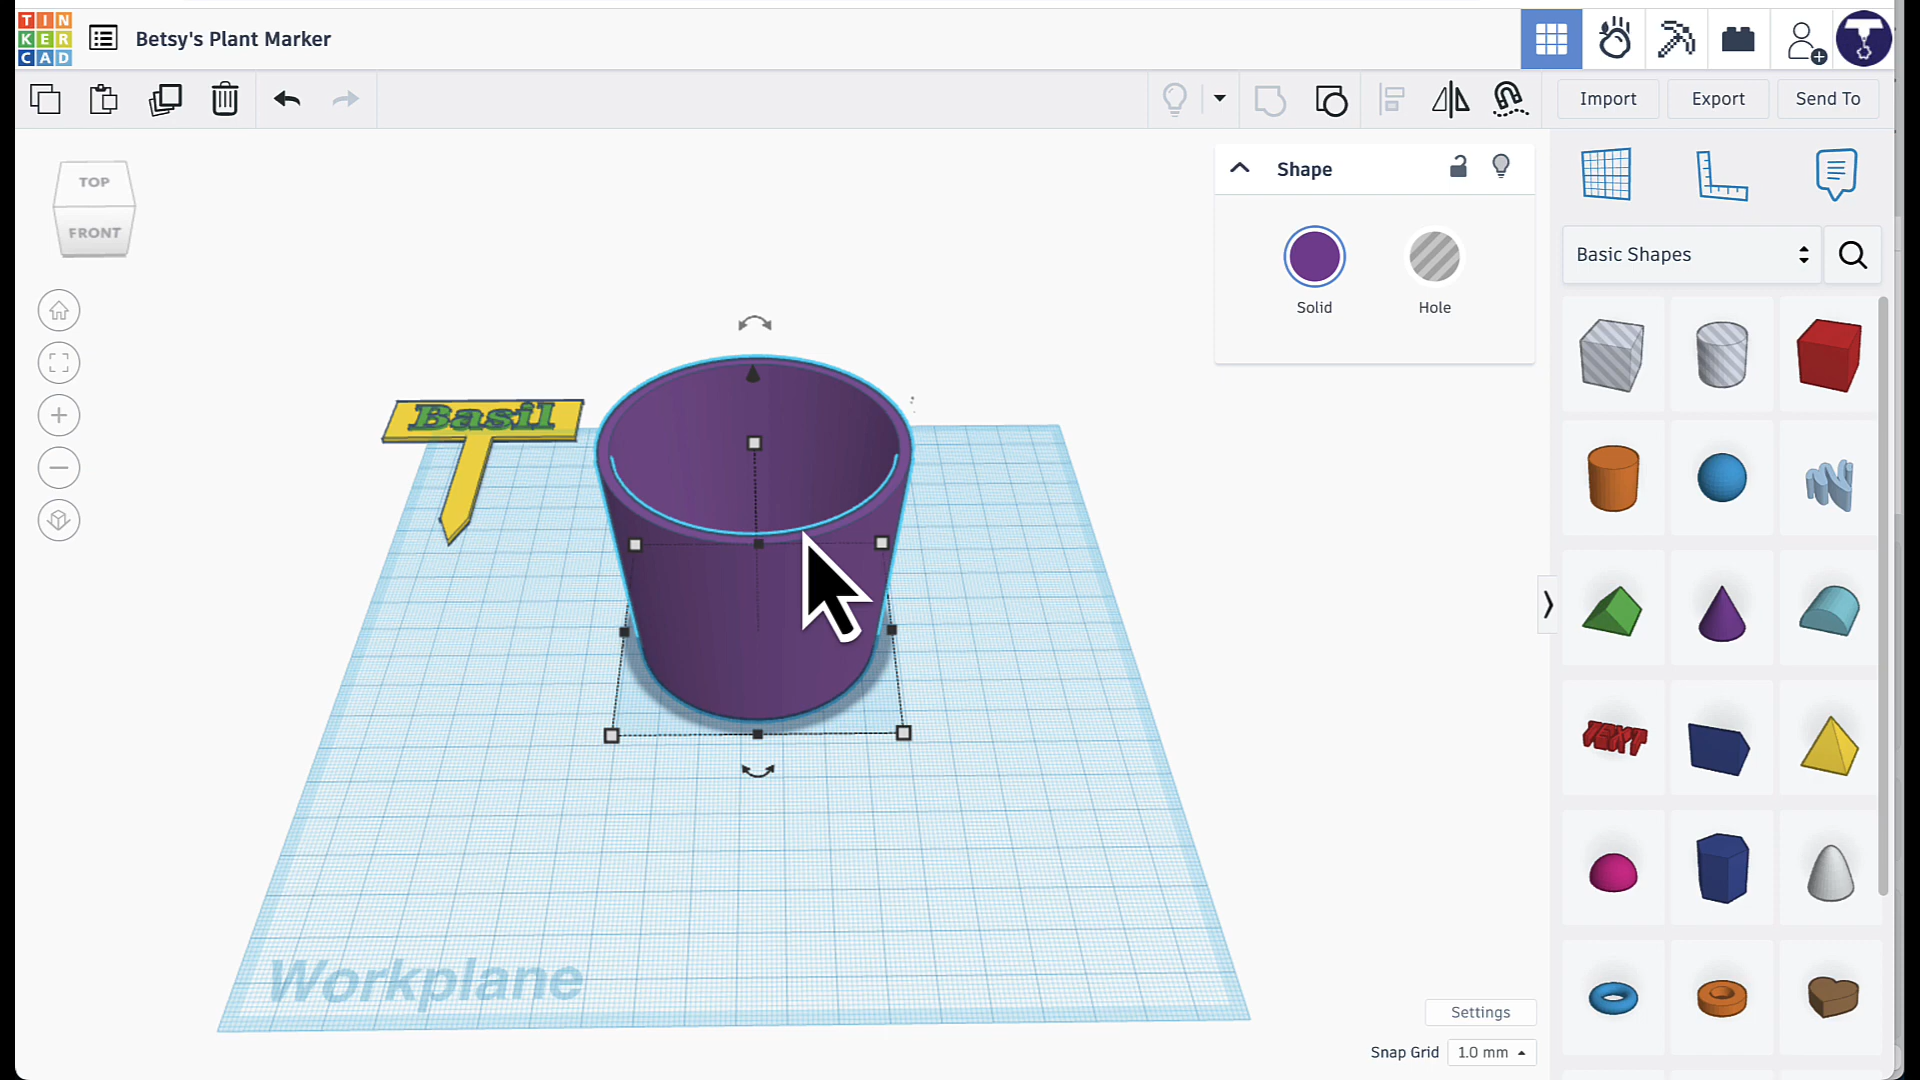 TIN
KER
CAD
Betsy's Plant Marker
Import
Export
Send To
TOP
FRONT
Shape
Solid
Hole
Basic Shapes
Basil
TEXT
Workplane
Settings
Snap Grid
1.0 mm